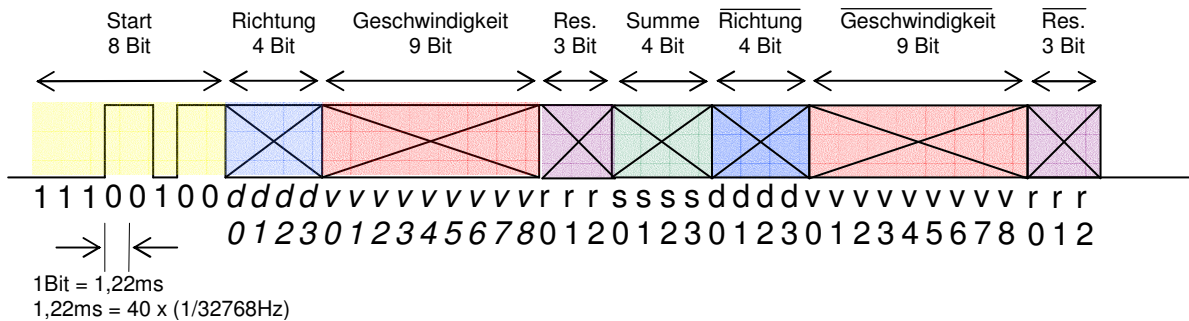 Start Richtung Geschwindigkeit Res. Summe Richtung Geschwindigkeit Res.
8 Bit 4 Bit 9 Bit 3 Bit 4 Bit 4 Bit 9 Bit 3 Bit
1 1 1 0 0 1 0 0 d d d d v v v v v v v v v r r r s s s s d d d d v v v v v v v v v r r r
0 1 2 3 0 1 2 3 4 5 6 7 8 0 1 2 0 1 2 3 0 1 2 3 0 1 2 3 4 5 6 7 8 0 1 2
1Bit = 1,22ms
1,22ms = 40 x (1/32768Hz)